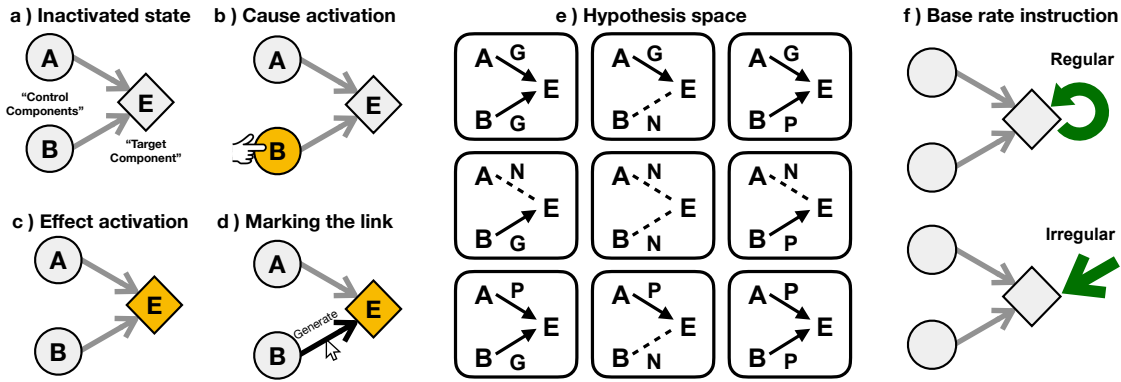 a ) Inactivated state
A
"Control
Components"
E
B
"Target
Component"
b ) Cause activation
A
E
B
c ) Effect activation
A
E
B
d ) Marking the link
A
E
Generate
B
e ) Hypothesis space
A G
E
B G
A G
E
B N
A G
E
B P
A N
E
B G
A N
E
B N
A N
E
B P
A P
E
B G
A P
E
B N
A P
E
B P
f ) Base rate instruction
Regular
Irregular